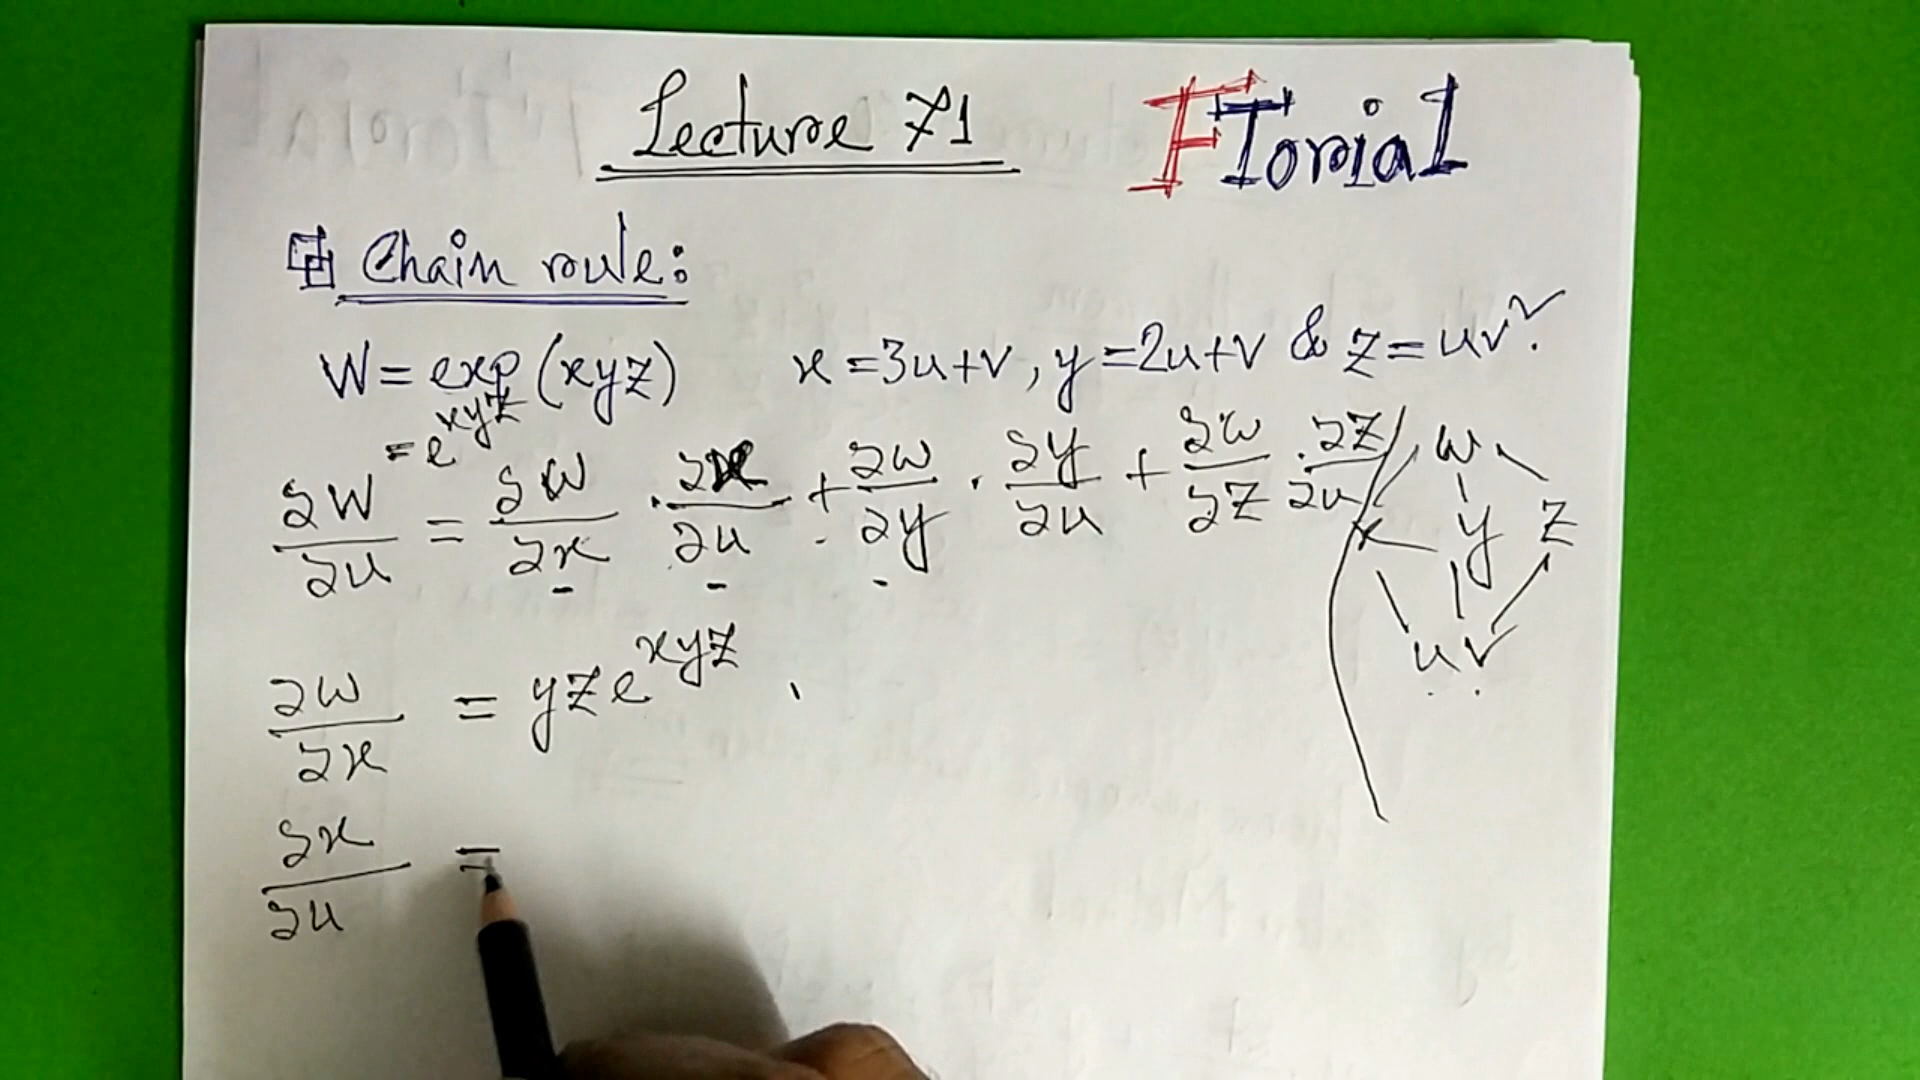 Lecture 71
FTorial
Chain rule:
W = exp (xyz) x = 3u+v, y = 2u+v & z = uv².
= e^xyz
∂W/∂u = ∂W/∂x · ∂x/∂u + ∂w/∂y · ∂y/∂u + ∂w/∂z · ∂z/∂u
w
x y z
u v
∂w/∂x = yze^xyz
∂x/∂u =